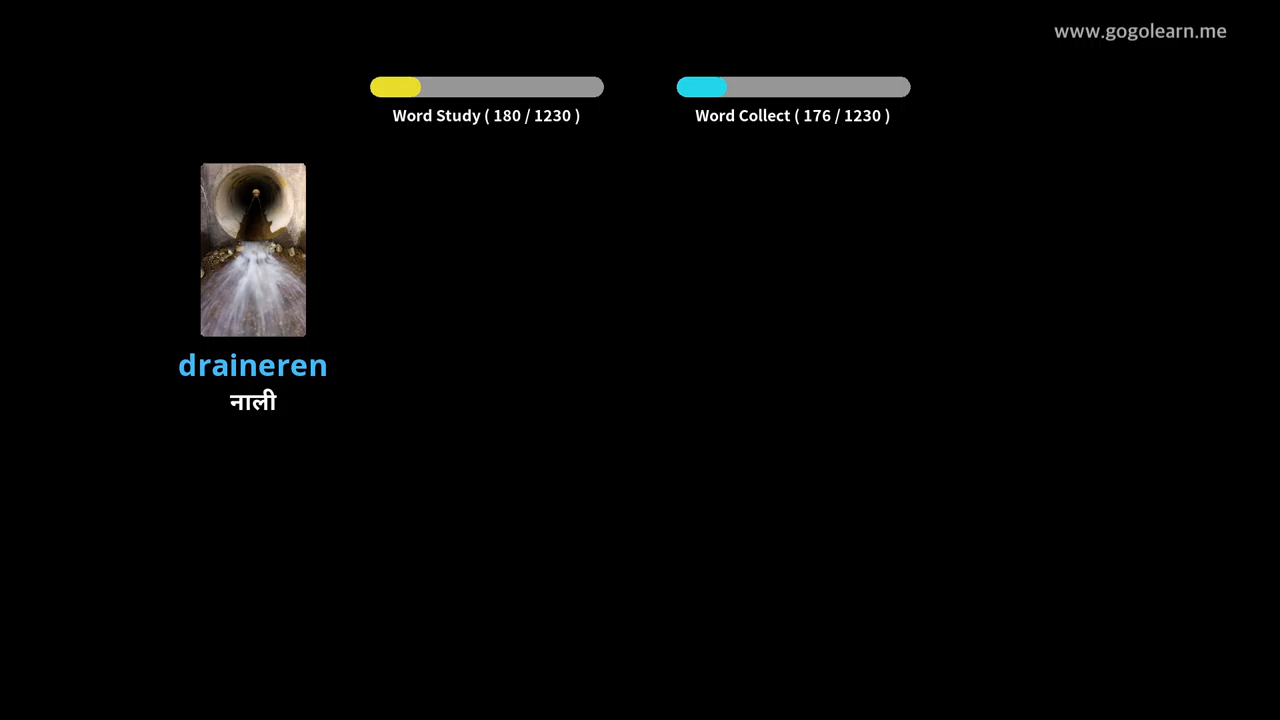 www.gogolearn.me
Word Study ( 180 / 1230 )
Word Collect ( 176 / 1230 )
draineren
नाली